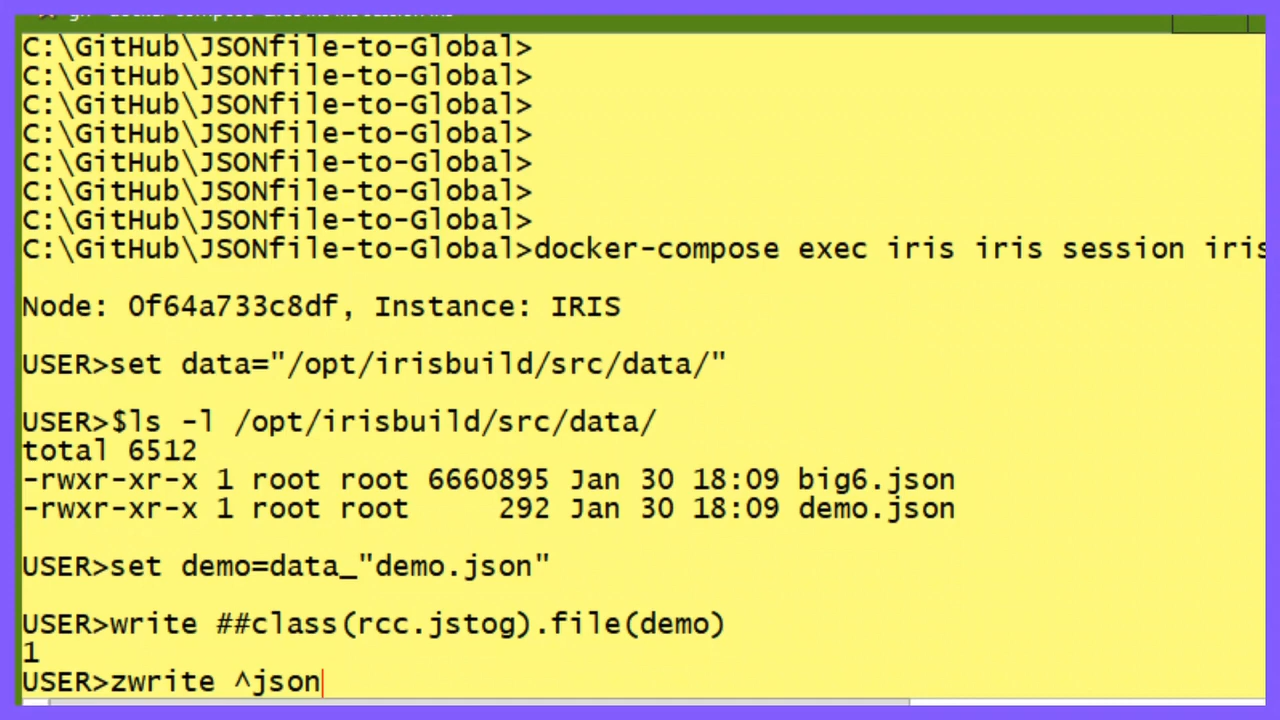 C:\GitHub\JSONfile-to-Global>
C:\GitHub\JSONfile-to-Global>
C:\GitHub\JSONfile-to-Global>
C:\GitHub\JSONfile-to-Global>
C:\GitHub\JSONfile-to-Global>
C:\GitHub\JSONfile-to-Global>
C:\GitHub\JSONfile-to-Global>
C:\GitHub\JSONfile-to-Global>docker-compose exec iris iris session iris
Node: 0f64a733c8df, Instance: IRIS
USER>set data="/opt/irisbuild/src/data/"
USER>$ls -l /opt/irisbuild/src/data/
total 6512
-rwxr-xr-x 1 root root 6660895 Jan 30 18:09 big6.json
-rwxr-xr-x 1 root root     292 Jan 30 18:09 demo.json
USER>set demo=data_"demo.json"
USER>write ##class(rcc.jstog).file(demo)
1
USER>zwrite ^json